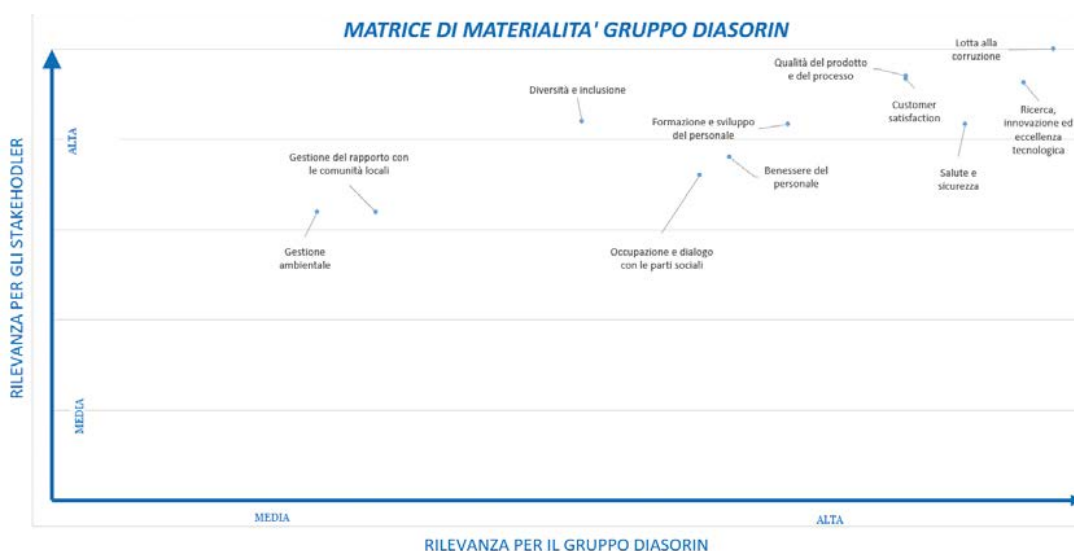 MATRICE DI MATERIALITA' GRUPPO DIASORIN
RILEVANZA PER GLI STAKEHODLER
ALTA
MEDIA
Lotta alla
corruzione
Qualità del prodotto
e del processo
Customer
satisfaction
Ricerca,
innovazione ed
eccellenza
tecnologica
Diversità e inclusione
Formazione e sviluppo
del personale
Salute e
sicurezza
Gestione del rapporto con
le comunità locali
Benessere del
personale
Gestione
ambientale
Occupazione e dialogo
con le parti sociali
MEDIA
ALTA
RILEVANZA PER IL GRUPPO DIASORIN